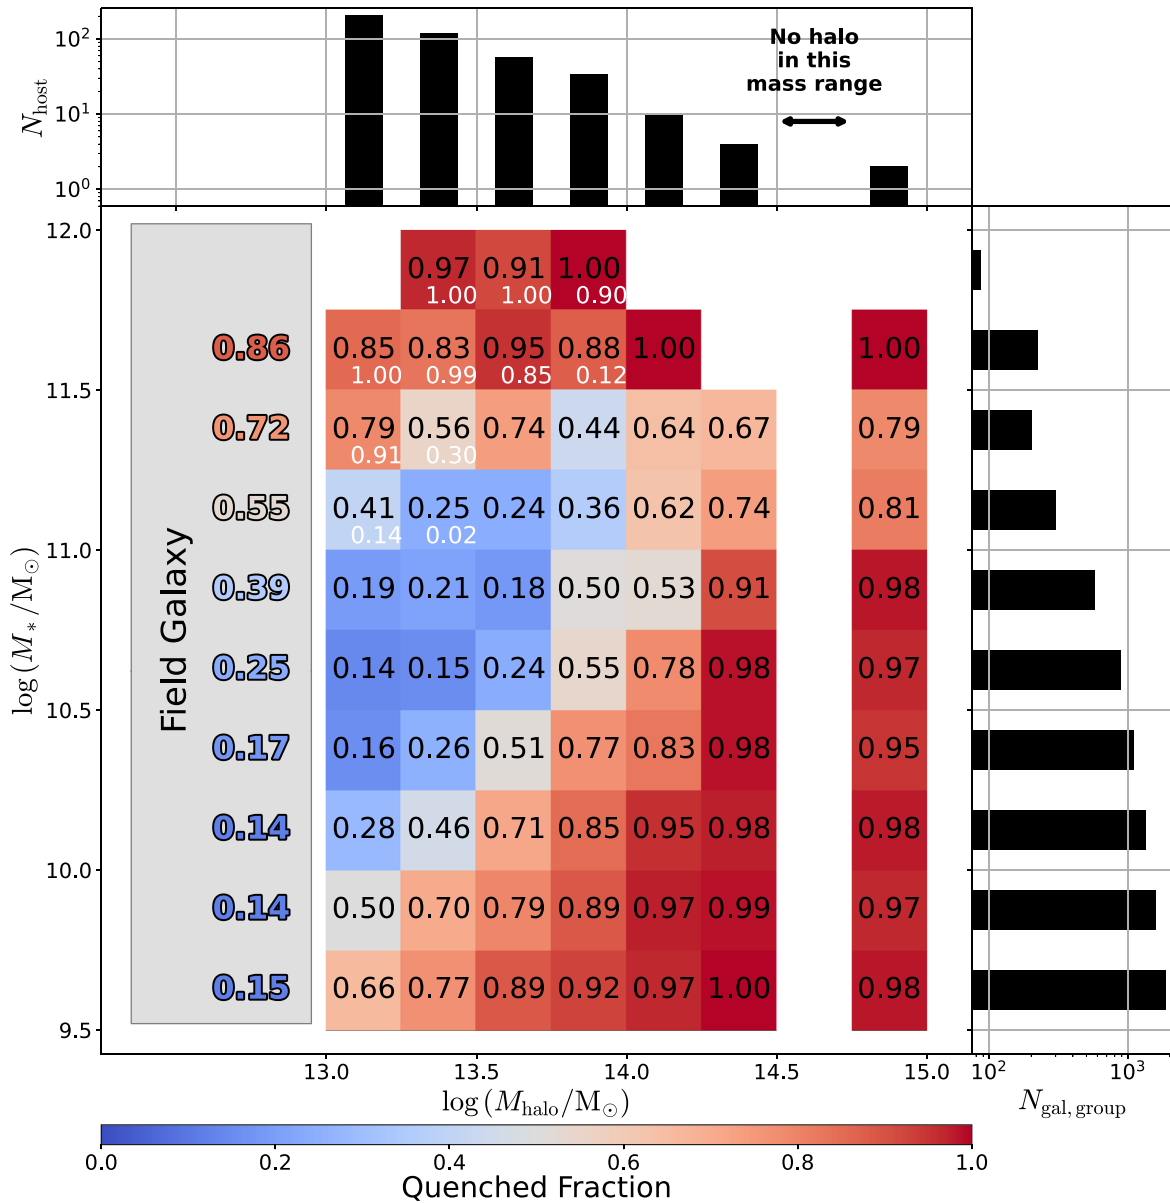 10²
10¹
10⁰
N_host
No halo
in this
mass range
12.0
11.5
11.0
10.5
10.0
9.5
log (M_*/M_⊙)
Field Galaxy
0.97 0.91 1.00
1.00 1.00 0.90
0.86 0.85 0.83 0.95 0.88 1.00 1.00
1.00 0.99 0.85 0.12
0.72 0.79 0.56 0.74 0.44 0.64 0.67 0.79
0.91 0.30
0.55 0.41 0.25 0.24 0.36 0.62 0.74 0.81
0.14 0.02
0.39 0.19 0.21 0.18 0.50 0.53 0.91 0.98
0.25 0.14 0.15 0.24 0.55 0.78 0.98 0.97
0.17 0.16 0.26 0.51 0.77 0.83 0.98 0.95
0.14 0.28 0.46 0.71 0.85 0.95 0.98 0.98
0.14 0.50 0.70 0.79 0.89 0.97 0.99 0.97
0.15 0.66 0.77 0.89 0.92 0.97 1.00 0.98
13.0 13.5 14.0 14.5 15.0
log (M_halo/M_⊙)
10² 10³
N_gal, group
0.0 0.2 0.4 0.6 0.8 1.0
Quenched Fraction